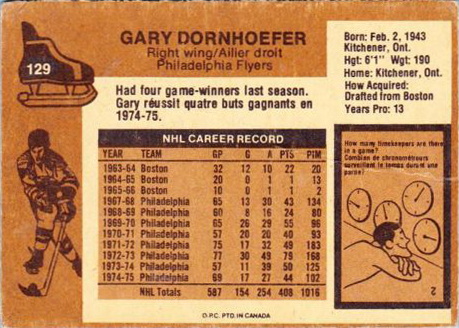 129
GARY DORNHOEFER
Right wing/Ailier droit
Philadelphia Flyers
Born: Feb. 2, 1943
Kitchener, Ont.
Hgt: 6'1" Wgt: 190
Home: Kitchener, Ont.
How Acquired:
Drafted from Boston
Years Pro: 13
Had four game-winners last season.
Gary réussit quatre buts gagnants en
1974-75.
NHL CAREER RECORD
YEAR TEAM GP G A PTS PIM
1963-64 Boston 32 12 10 22 20
1964-65 Boston 20 0 1 1 13
1965-66 Boston 10 0 1 1 2
1967-68 Philadelphia 65 13 30 43 134
1968-69 Philadelphia 60 8 16 24 80
1969-70 Philadelphia 65 26 29 55 96
1970-71 Philadelphia 57 20 20 40 93
1971-72 Philadelphia 75 17 32 49 183
1972-73 Philadelphia 77 30 49 79 168
1973-74 Philadelphia 57 11 39 50 125
1974-75 Philadelphia 69 17 27 44 102
NHL Totals 587 154 254 408 1016
How many timekeepers are there
in a game?
Combien de chronométreurs
surveillent le temps durant une
partie?
2
O.P.C. PTD. IN CANADA